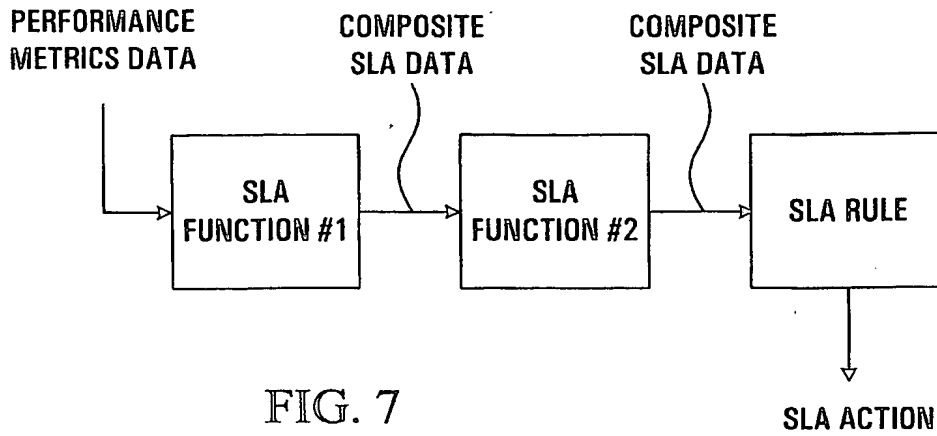 PERFORMANCE
METRICS DATA
COMPOSITE
SLA DATA
COMPOSITE
SLA DATA
SLA
FUNCTION #1
SLA
FUNCTION #2
SLA RULE
SLA ACTION
FIG. 7